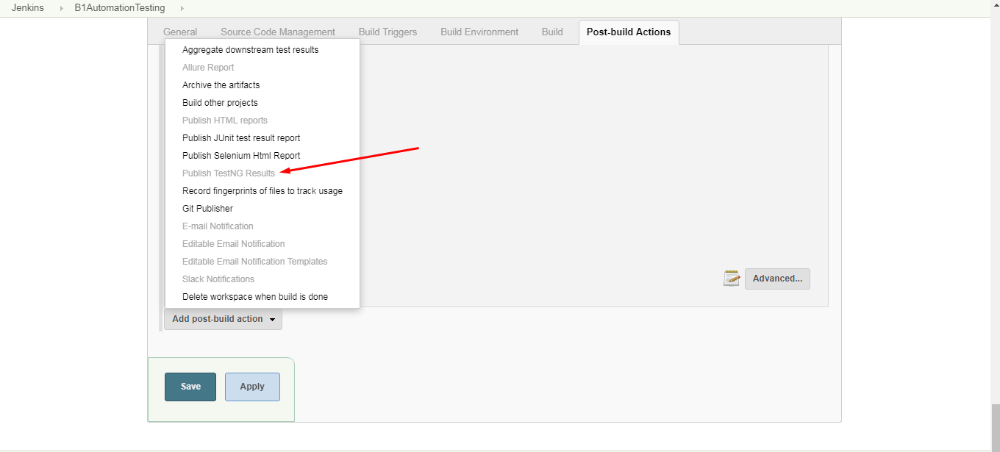 Jenkins B1AutomationTesting
General Source Code Management Build Triggers Build Environment Build Post-build Actions
Aggregate downstream test results
Allure Report
Archive the artifacts
Build other projects
Publish HTML reports
Publish JUnit test result report
Publish Selenium Html Report
Publish TestNG Results
Record fingerprints of files to track usage
Git Publisher
E-mail Notification
Editable Email Notification
Editable Email Notification Templates
Slack Notifications
Delete workspace when build is done
Advanced...
Add post-build action
Save Apply